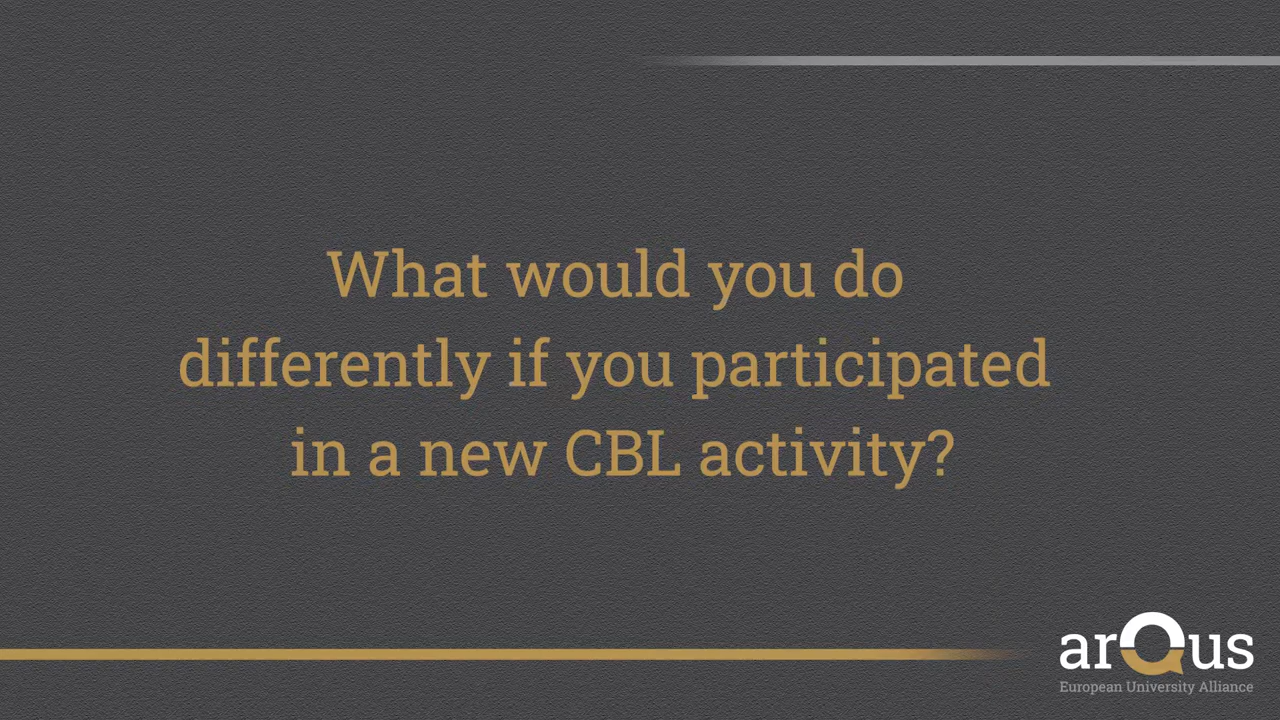 What would you do
differently if you participated
in a new CBL activity?
arQus
European University Alliance